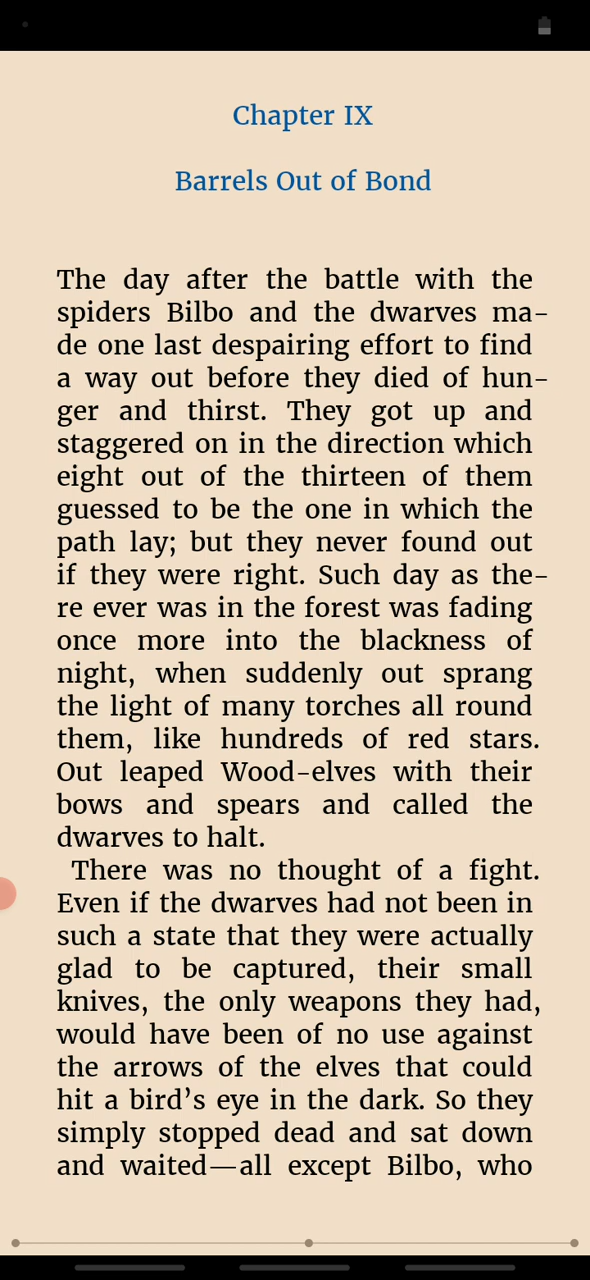 Chapter IX
Barrels Out of Bond
The day after the battle with the
spiders Bilbo and the dwarves ma-
de one last despairing effort to find
a way out before they died of hun-
ger and thirst. They got up and
staggered on in the direction which
eight out of the thirteen of them
guessed to be the one in which the
path lay; but they never found out
if they were right. Such day as the-
re ever was in the forest was fading
once more into the blackness of
night, when suddenly out sprang
the light of many torches all round
them, like hundreds of red stars.
Out leaped Wood-elves with their
bows and spears and called the
dwarves to halt.
There was no thought of a fight.
Even if the dwarves had not been in
such a state that they were actually
glad to be captured, their small
knives, the only weapons they had,
would have been of no use against
the arrows of the elves that could
hit a bird’s eye in the dark. So they
simply stopped dead and sat down
and waited—all except Bilbo, who